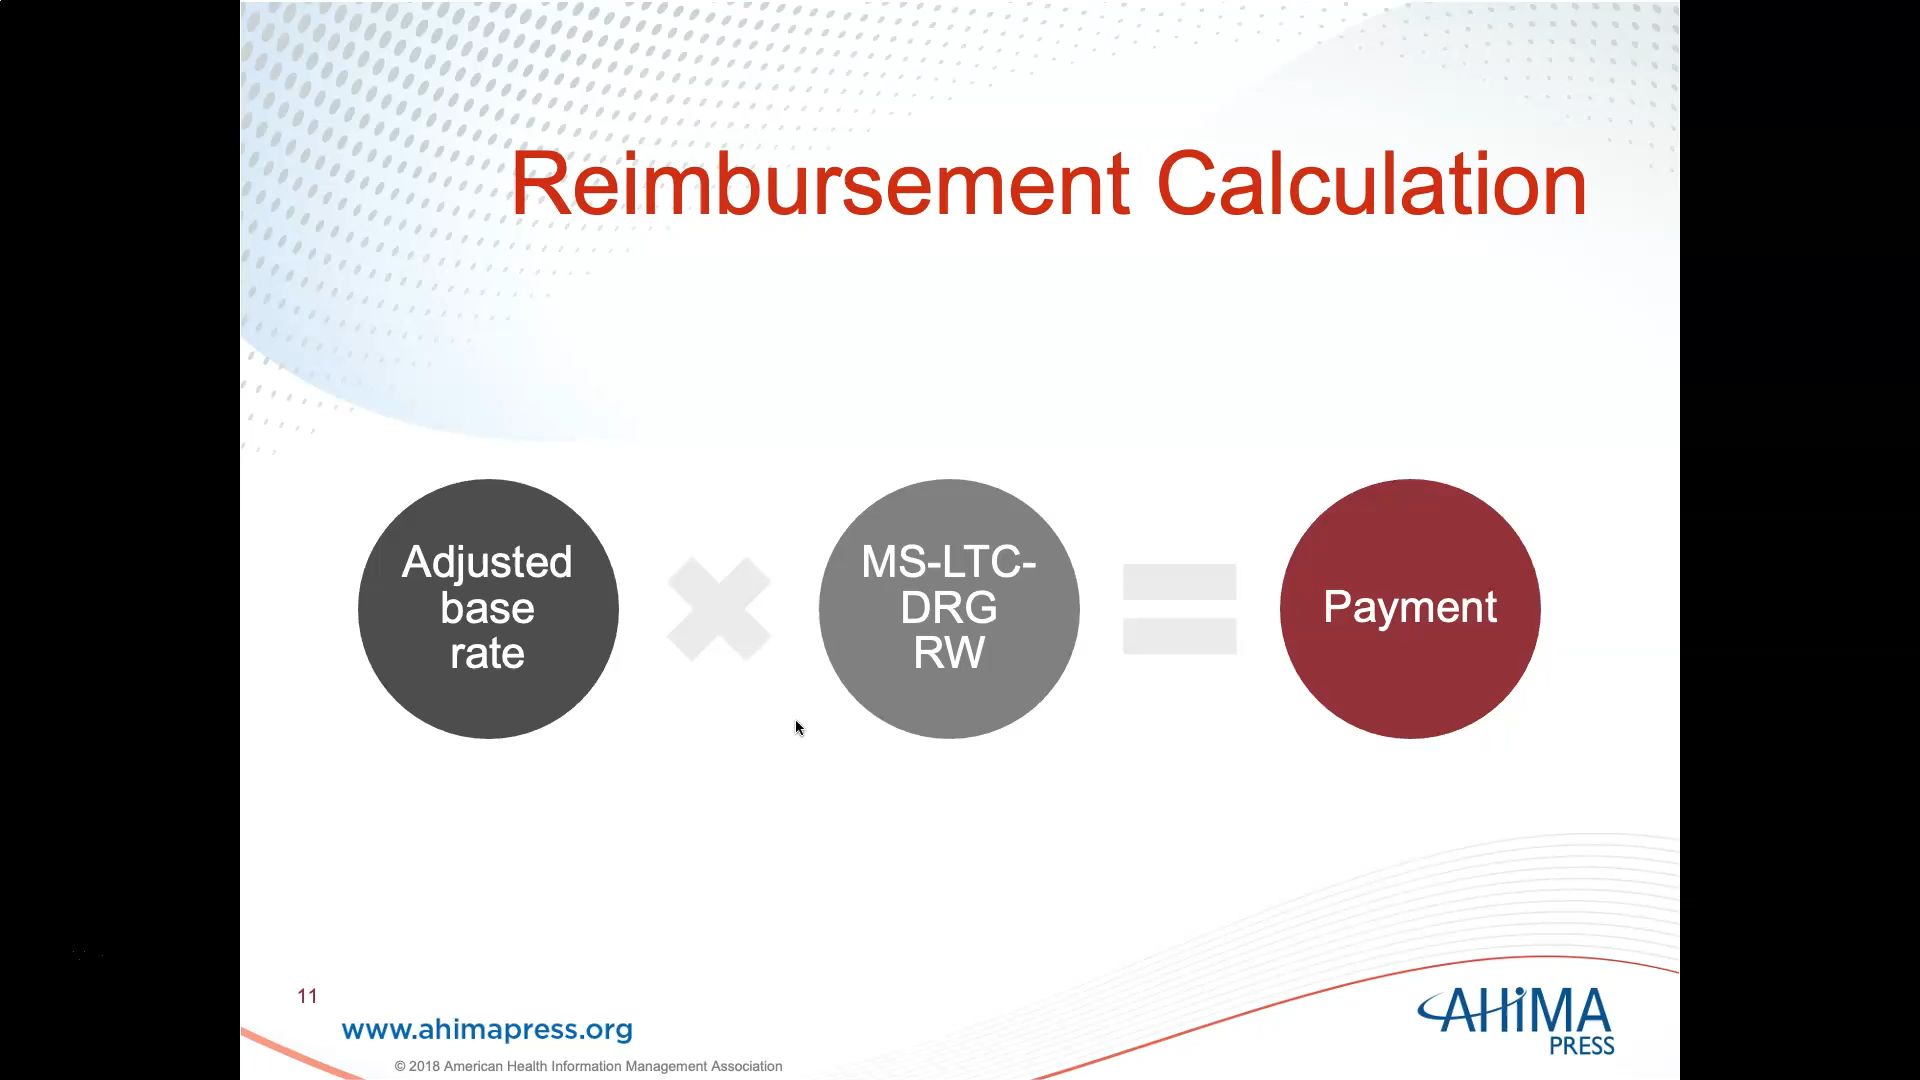 Reimbursement Calculation
Adjusted
base
rate
MS-LTC-
DRG
RW
Payment
11
www.ahimapress.org
© 2018 American Health Information Management Association
AHiMA
PRESS